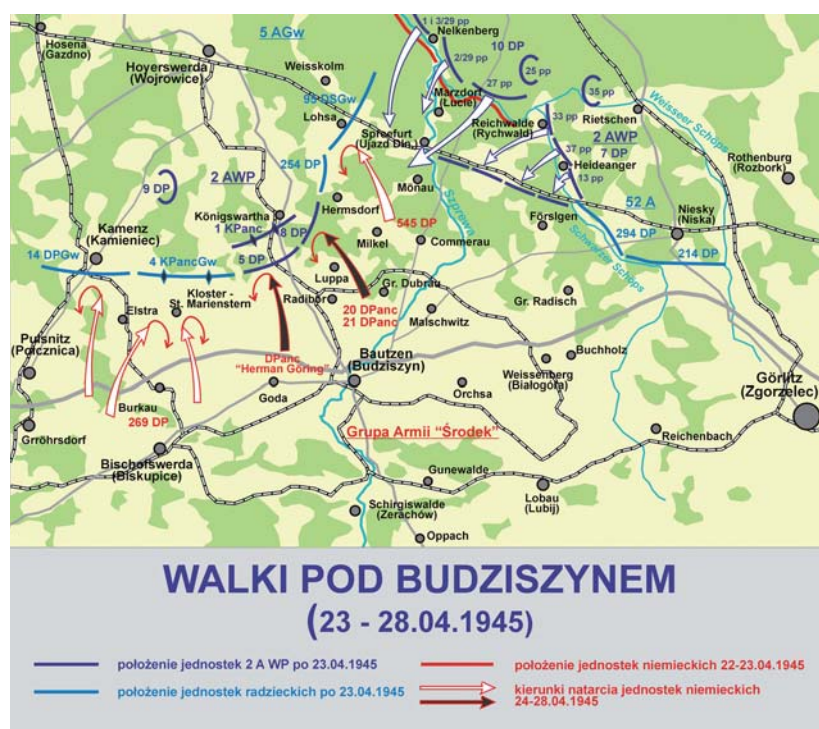 Hosena
(Gazdno)
5 AGw
1 i 3/29 pp
Nelkenberg
10 DP
Hoyerswerda
(Wojrowice)
Weisskolm
2/29 pp
25 pp
27 pp
35 pp
95 DSGw
Marzdorf
(Lucie)
Rietschen
Weisseer Schöps
Lohsa
Spreefurt
(Ujazd Dln.)
Reichwalde
(Rychwald)
33 pp
2 AWP
7 DP
37 pp
Heideanger
13 pp
Rothenburg
(Rozbork)
254 DP
9 DP
2 AWP
Mönau
Szprewa
52 A
Königswartha
Hermsdorf
1 KPanc
8 DP
545 DP
Förslgen
Niesky
(Niska)
Kamenz
(Kamieniec)
Milkel
Commerau
Schwarzer Schöps
294 DP
14 DPGw
4 KPancGw
5 DP
214 DP
Luppa
Gr. Dubrau
Kloster -
St. Marienstern
Radibor
Gr. Radisch
Elstra
20 DPanc
21 DPanc
Malschwitz
Pulsnitz
(Połcznica)
DPanc
"Herman Göring"
Bautzen
(Budziszyn)
Buchholz
Weissenberg
(Białogóra)
Görlitz
(Zgorzelec)
Burkau
Goda
Orchsa
269 DP
Grröhrsdorf
Grupa Armii "Środek"
Reichenbach
Bischofswerda
(Biskupice)
Gunewalde
Lobau
(Lubij)
Schirgiswalde
(Zerachów)
Oppach
WALKI POD BUDZISZYNEM
(23 - 28.04.1945)
położenie jednostek 2 A WP po 23.04.1945
położenie jednostek niemieckich 22-23.04.1945
położenie jednostek radzieckich po 23.04.1945
kierunki natarcia jednostek niemieckich
24-28.04.1945